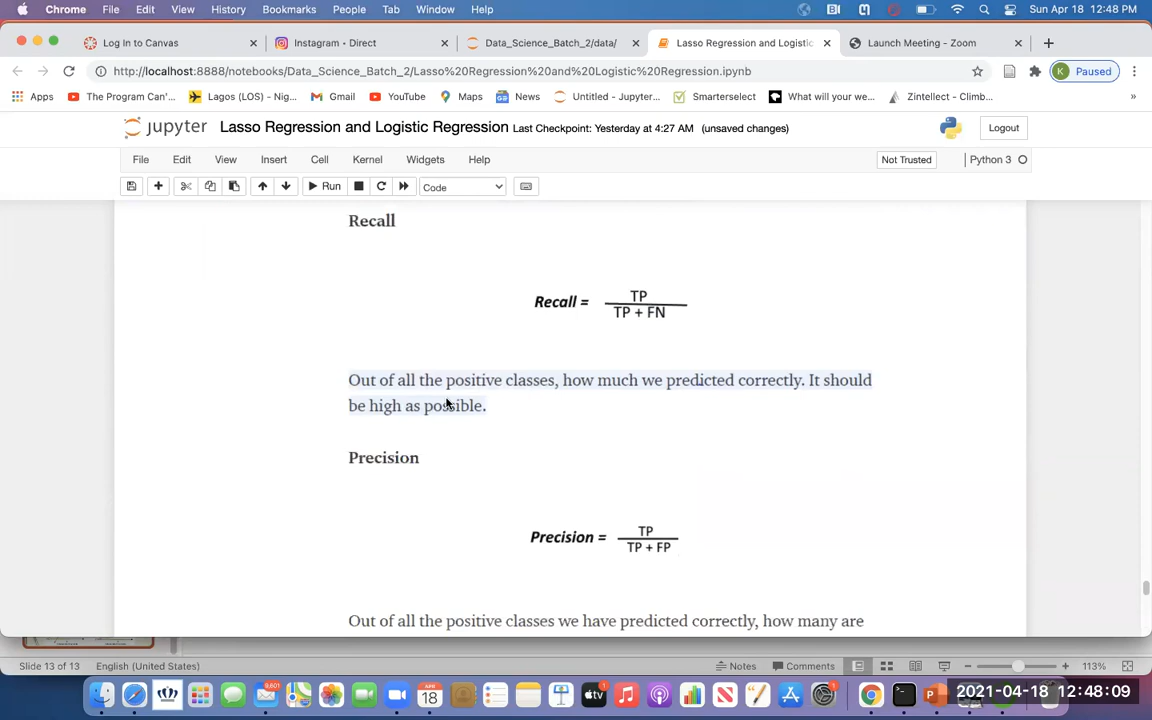 Chrome File Edit View History Bookmarks People Tab Window Help Sun Apr 18 12:48 PM
Log In to Canvas Instagram • Direct Data_Science_Batch_2/data/ Lasso Regression and Logistic Launch Meeting - Zoom
http://localhost:8888/notebooks/Data_Science_Batch_2/Lasso%20Regression%20and%20Logistic%20Regression.ipynb K Paused
Apps The Program Can'... Lagos (LOS) – Nig... Gmail YouTube Maps News Untitled - Jupyter... Smarterselect What will your we... Zintellect - Climb... »
jupyter Lasso Regression and Logistic Regression Last Checkpoint: Yesterday at 4:27 AM (unsaved changes) Logout
File Edit View Insert Cell Kernel Widgets Help Not Trusted Python 3
Run Code
Recall
Recall = TP
TP + FN
Out of all the positive classes, how much we predicted correctly. It should
be high as possible.
Precision
Precision = TP
TP + FP
Out of all the positive classes we have predicted correctly, how many are
Slide 13 of 13 English (United States) Notes Comments 113%
2021-04-18 12:48:09